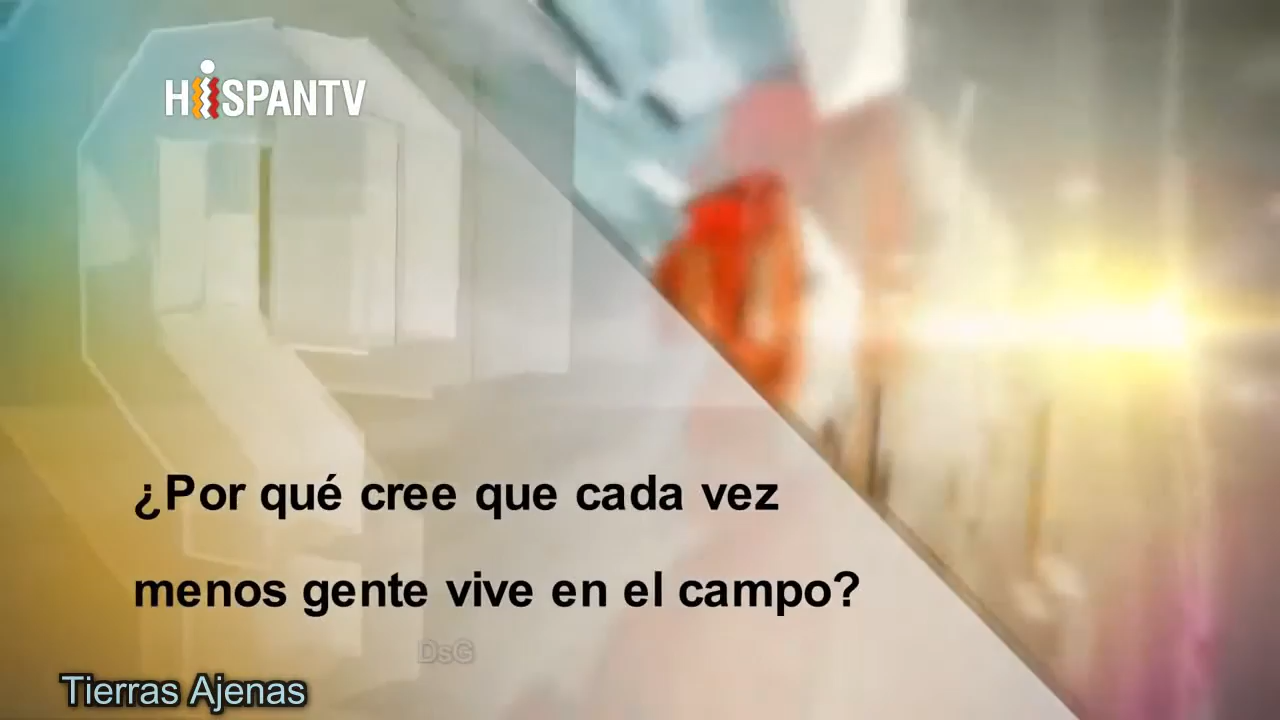 HISPANTV
¿Por qué cree que cada vez
menos gente vive en el campo?
DsG
Tierras Ajenas